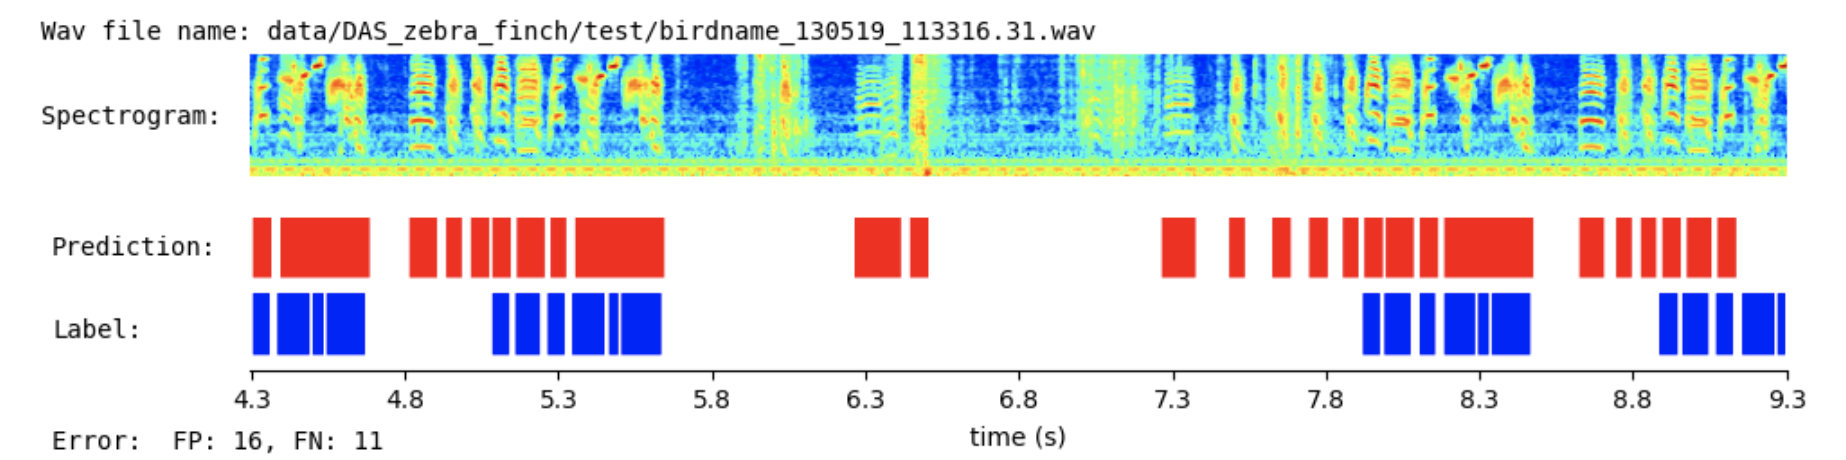 Wav file name: data/DAS_zebra_finch/test/birdname_130519_113316.31.wav
Spectrogram:
Prediction:
Label:
4.3 4.8 5.3 5.8 6.3 6.8 7.3 7.8 8.3 8.8 9.3
time (s)
Error: FP: 16, FN: 11